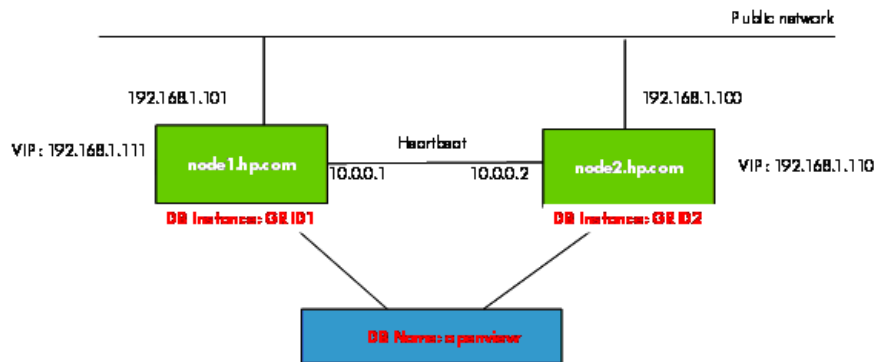 Public network
192.168.1.101
192.168.1.100
VIP: 192.168.1.111
node1.hp.com
Heartbeat
10.0.0.1
10.0.0.2
node2.hp.com
VIP: 192.168.1.110
DB Instance: GRID1
DB Instance: GRID2
DB Name: openview